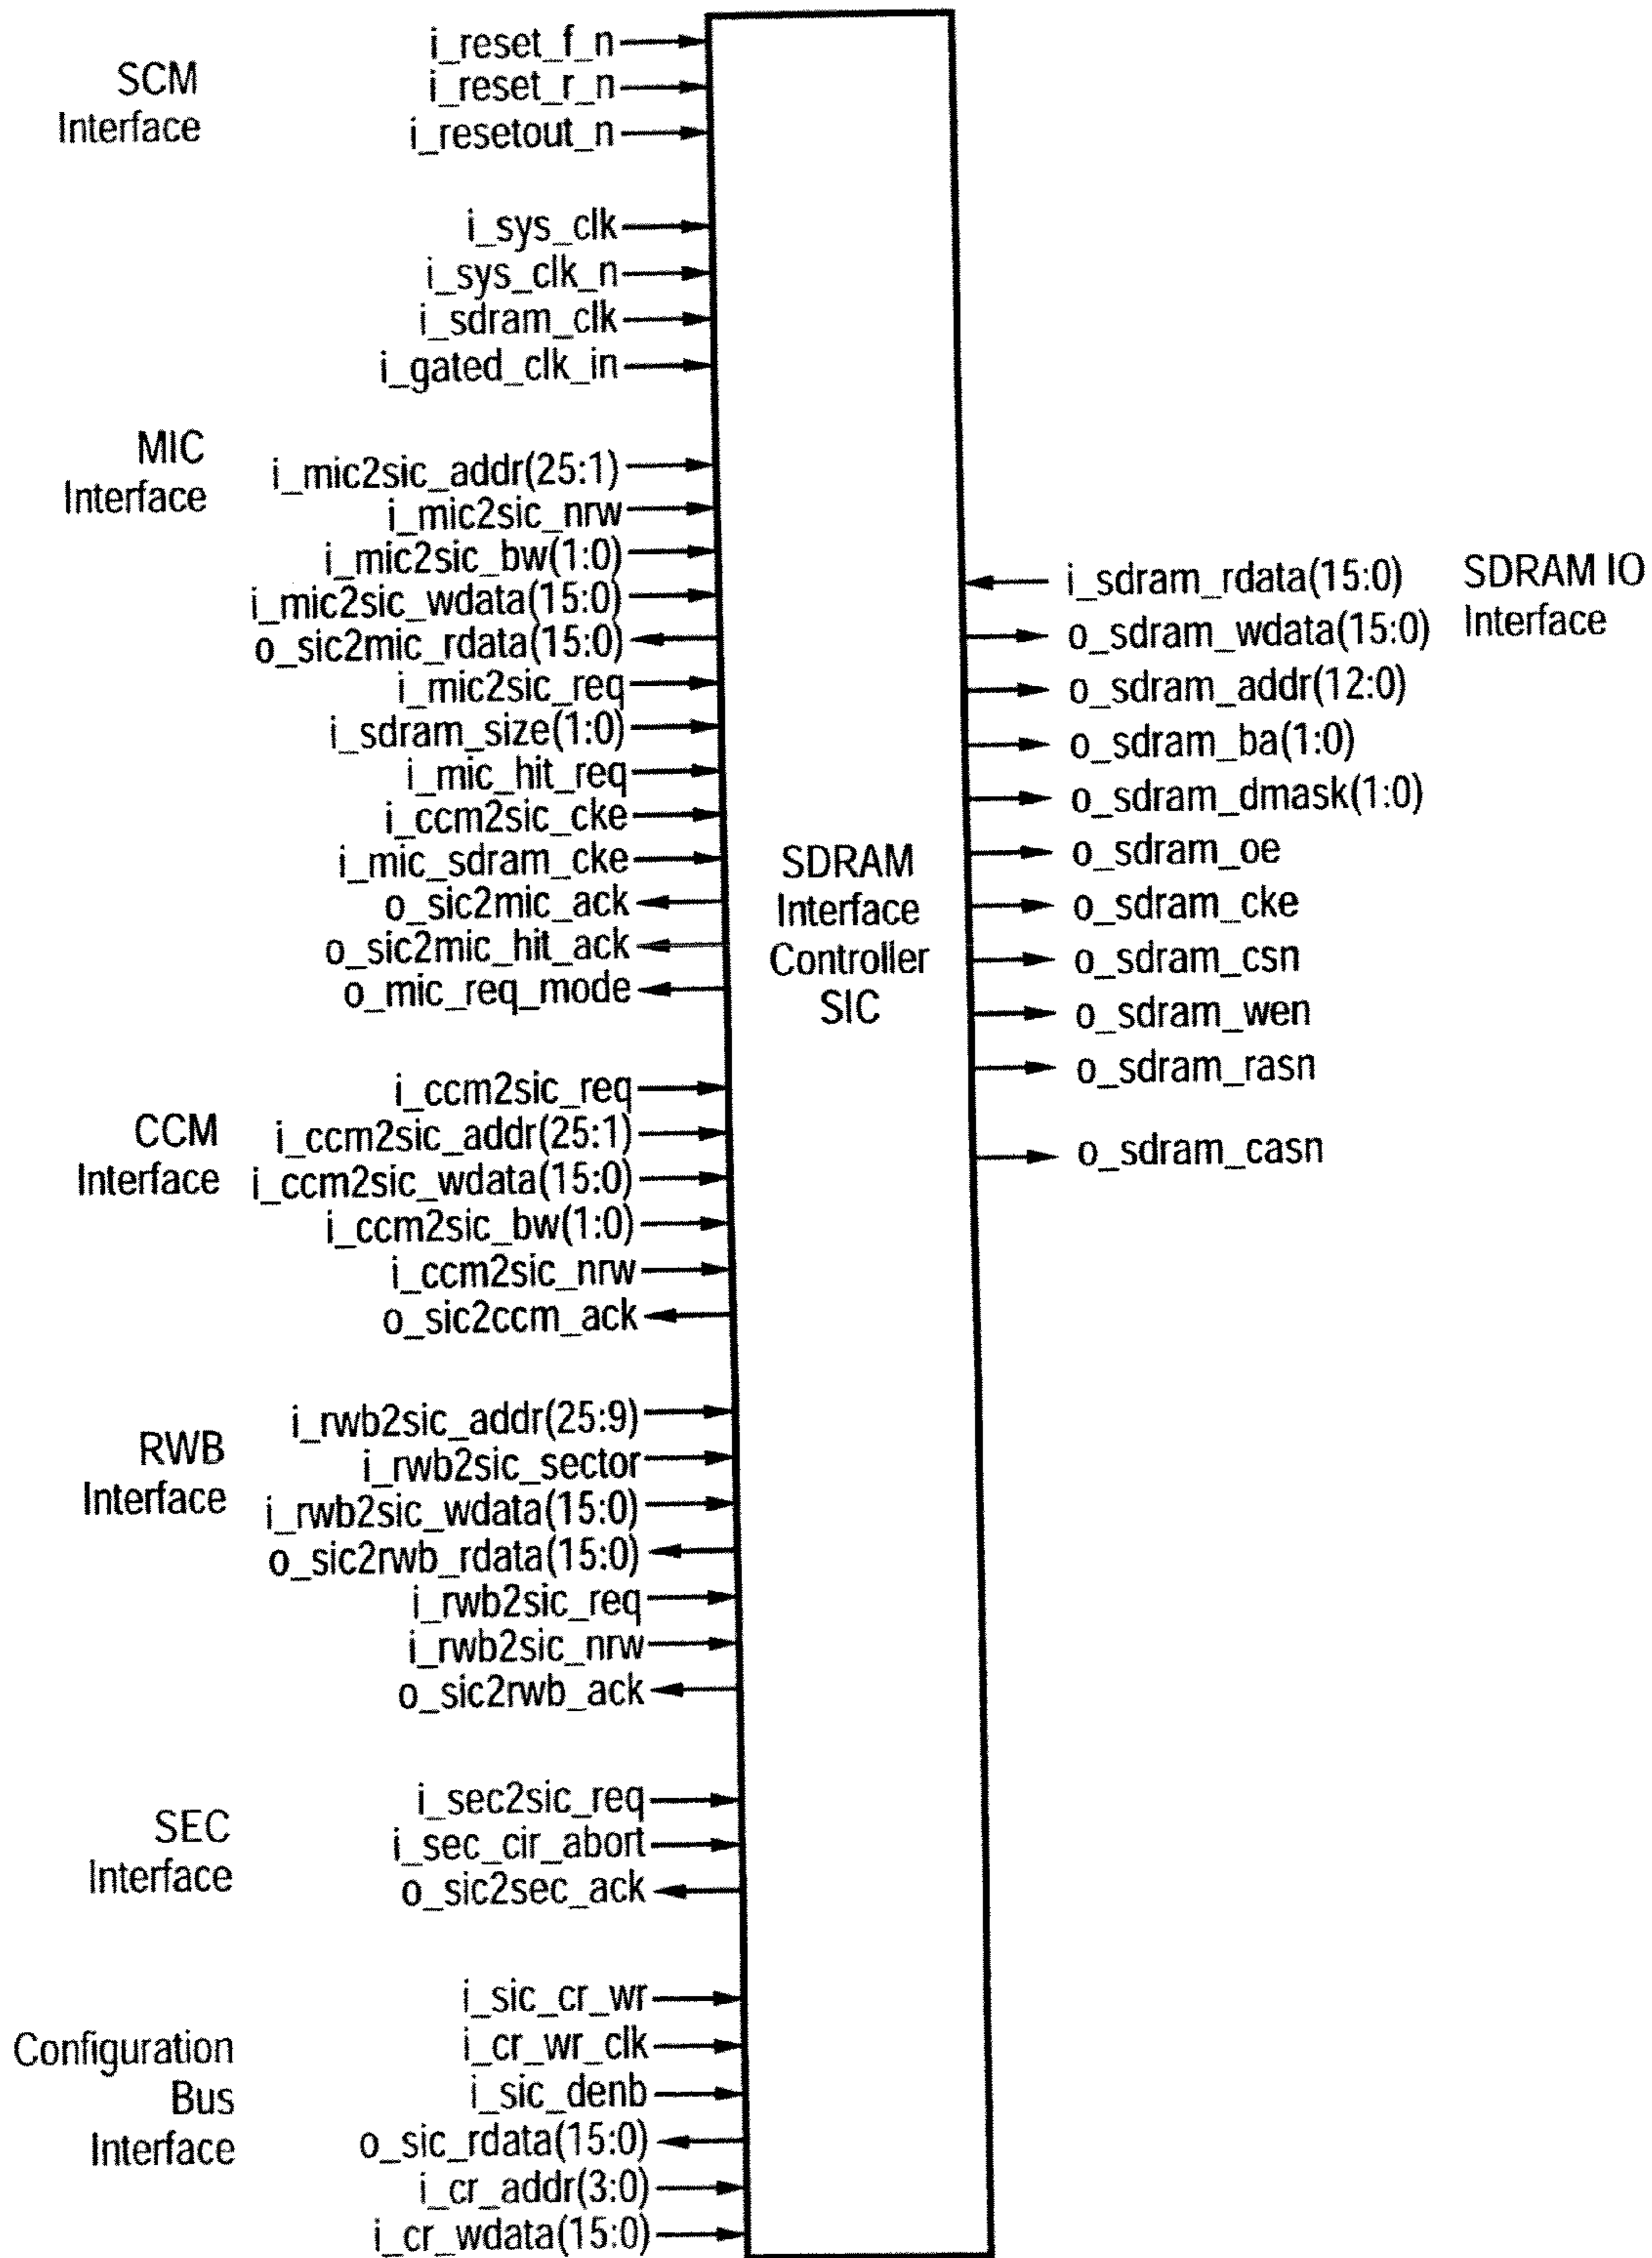 SCM
Interface
i_reset_f_n
i_reset_r_n
i_resetout_n
i_sys_clk
i_sys_clk_n
i_sdram_clk
i_gated_clk_in
MIC
Interface
i_mic2sic_addr(25:1)
i_mic2sic_nrw
i_mic2sic_bw(1:0)
i_mic2sic_wdata(15:0)
o_sic2mic_rdata(15:0)
i_mic2sic_req
i_sdram_size(1:0)
i_mic_hit_req
i_ccm2sic_cke
i_mic_sdram_cke
o_sic2mic_ack
o_sic2mic_hit_ack
o_mic_req_mode
CCM
Interface
i_ccm2sic_req
i_ccm2sic_addr(25:1)
i_ccm2sic_wdata(15:0)
i_ccm2sic_bw(1:0)
i_ccm2sic_nrw
o_sic2ccm_ack
RWB
Interface
i_rwb2sic_addr(25:9)
i_rwb2sic_sector
i_rwb2sic_wdata(15:0)
o_sic2rwb_rdata(15:0)
i_rwb2sic_req
i_rwb2sic_nrw
o_sic2rwb_ack
SEC
Interface
i_sec2sic_req
i_sec_cir_abort
o_sic2sec_ack
Configuration
Bus
Interface
i_sic_cr_wr
i_cr_wr_clk
i_sic_denb
o_sic_rdata(15:0)
i_cr_addr(3:0)
i_cr_wdata(15:0)
SDRAM
Interface
Controller
SIC
i_sdram_rdata(15:0)
o_sdram_wdata(15:0)
o_sdram_addr(12:0)
o_sdram_ba(1:0)
o_sdram_dmask(1:0)
o_sdram_oe
o_sdram_cke
o_sdram_csn
o_sdram_wen
o_sdram_rasn
o_sdram_casn
SDRAM IO
Interface